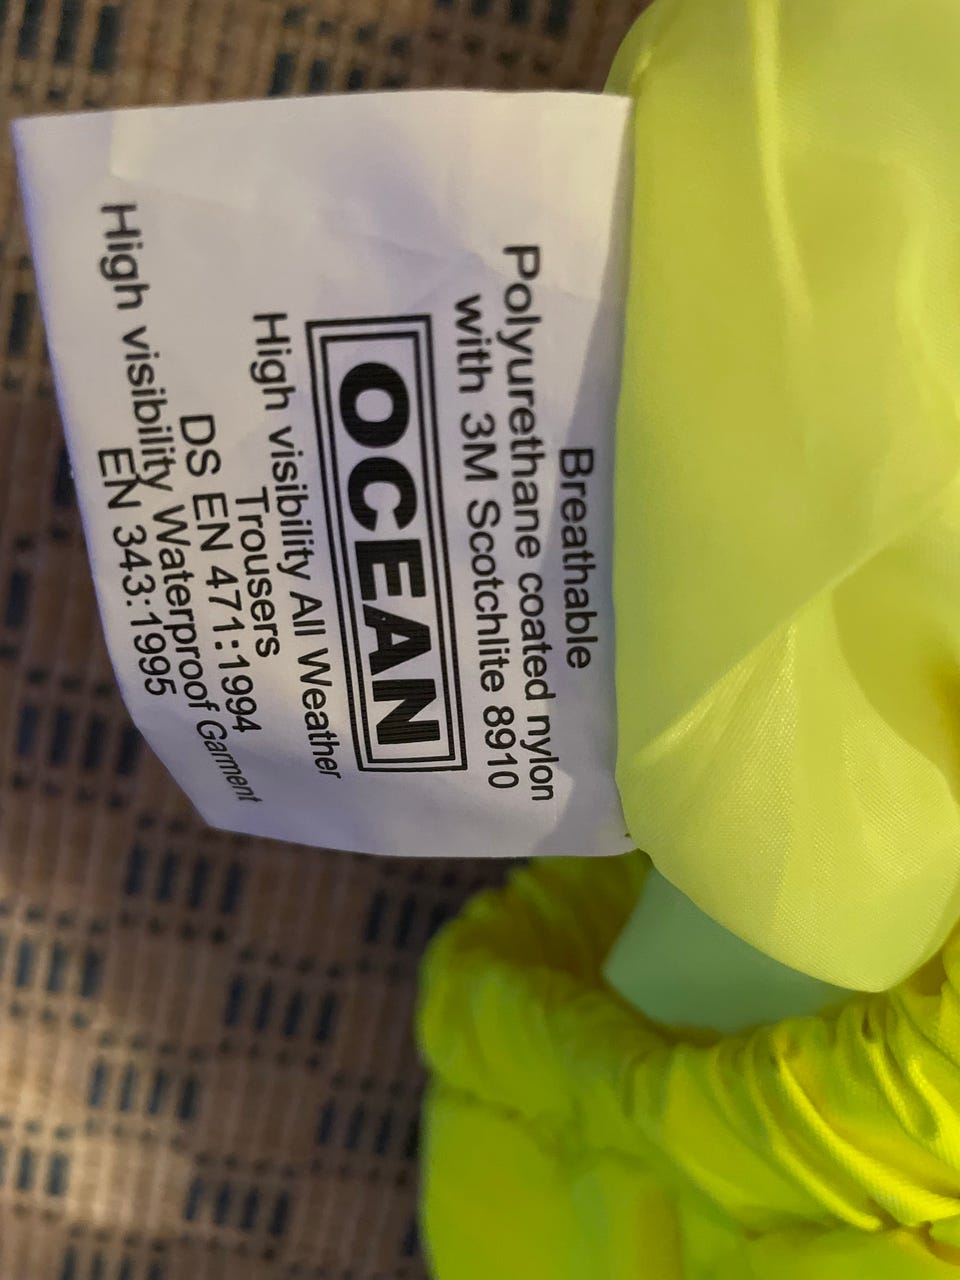 Breathable
Polyurethane coated nylon
with 3M Scotchlite 8910
OCEAN
High visibility All Weather
Trousers
DS EN 471:1994
High visibility Waterproof Garment
EN 343:1995